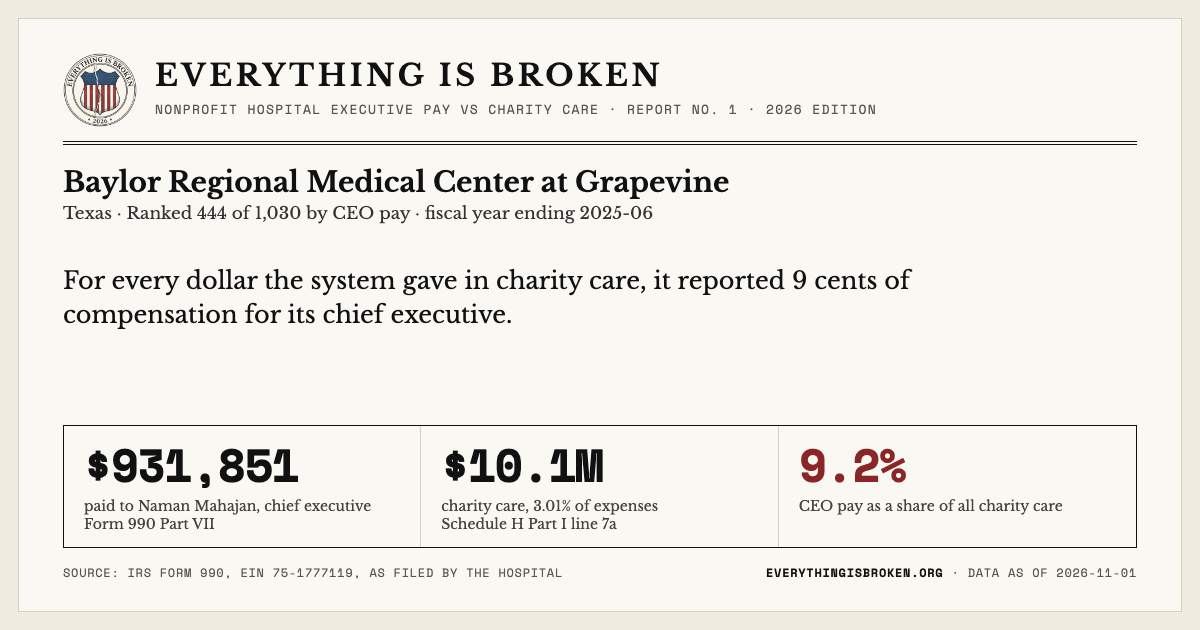 EVERYTHING IS BROKEN
2026
EVERYTHING IS BROKEN
NONPROFIT HOSPITAL EXECUTIVE PAY VS CHARITY CARE · REPORT NO. 1 · 2026 EDITION
Baylor Regional Medical Center at Grapevine
Texas · Ranked 444 of 1,030 by CEO pay · fiscal year ending 2025-06
For every dollar the system gave in charity care, it reported 9 cents of
compensation for its chief executive.
$931,851
paid to Naman Mahajan, chief executive
Form 990 Part VII
$10.1M
charity care, 3.01% of expenses
Schedule H Part I line 7a
9.2%
CEO pay as a share of all charity care
SOURCE: IRS FORM 990, EIN 75-1777119, AS FILED BY THE HOSPITAL
EVERYTHINGISBROKEN.ORG · DATA AS OF 2026-11-01